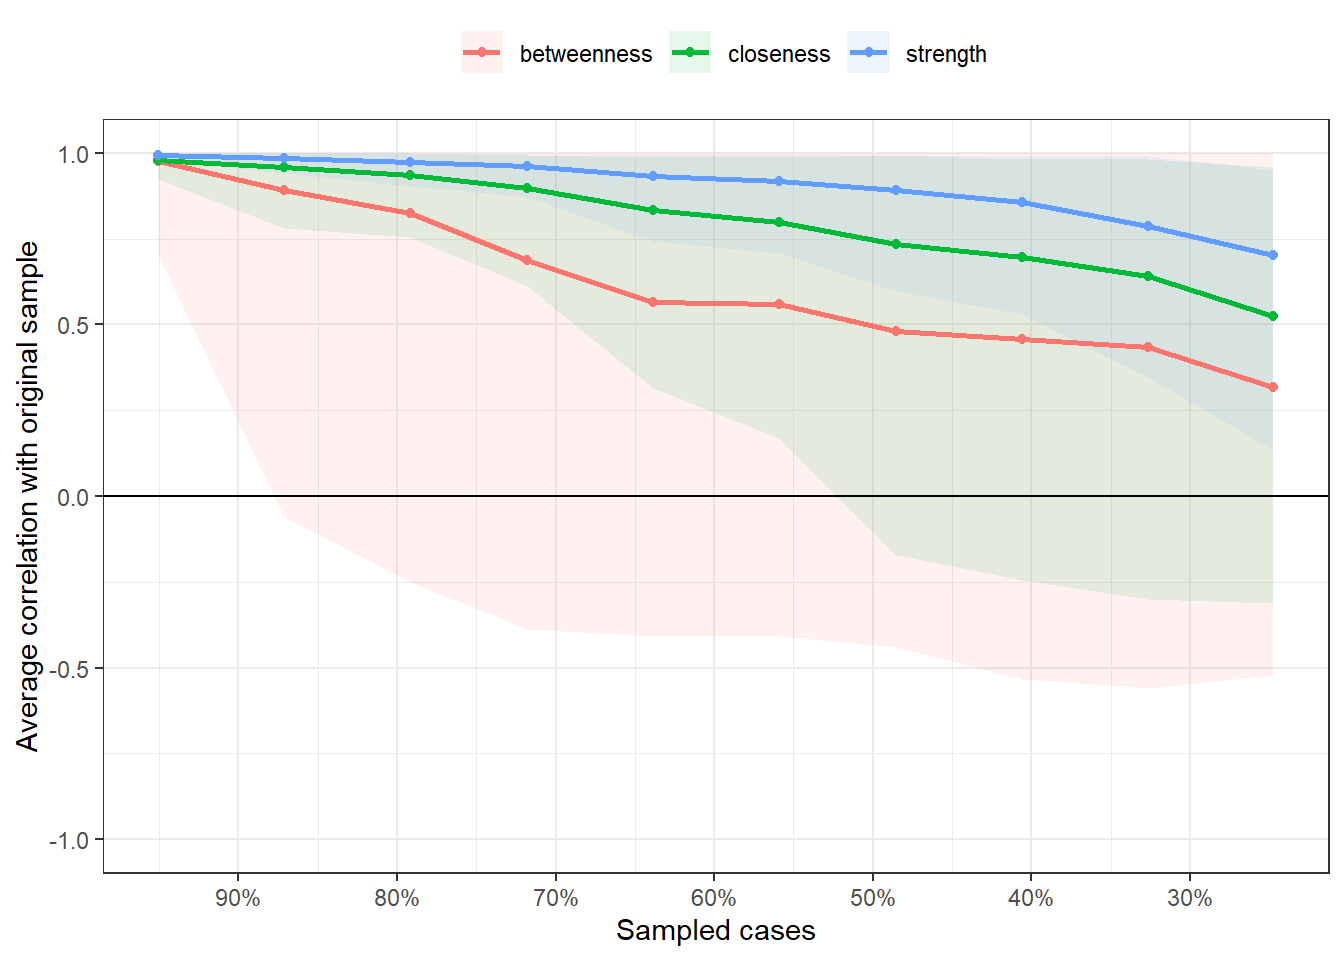 betweenness closeness strength
Average correlation with original sample
1.0
0.5
0.0
-0.5
-1.0
90% 80% 70% 60% 50% 40% 30%
Sampled cases